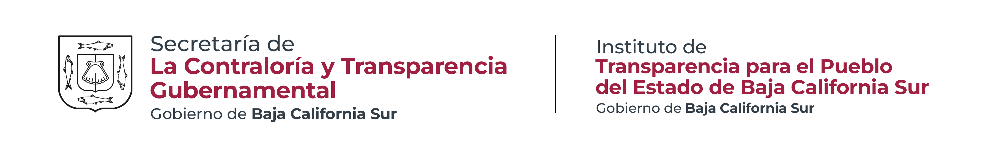 Secretaría de
La Contraloría y Transparencia
Gubernamental
Gobierno de Baja California Sur
Instituto de
Transparencia para el Pueblo
del Estado de Baja California Sur
Gobierno de Baja California Sur